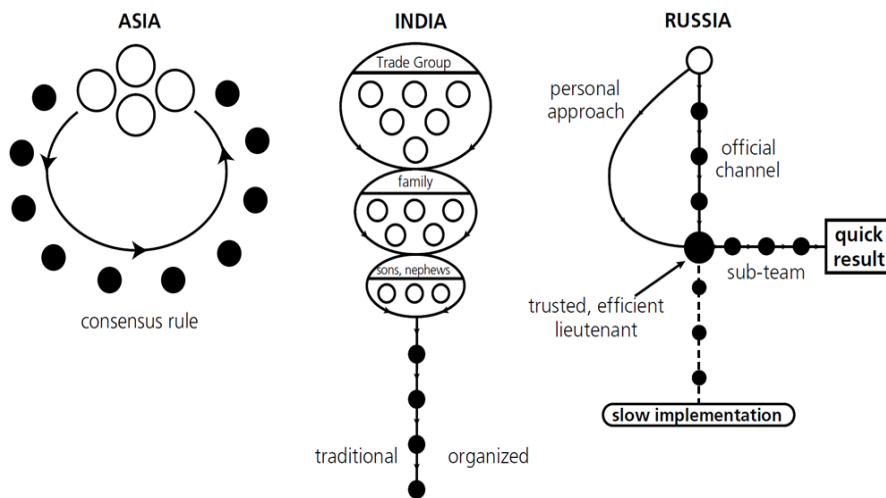 ASIA
consensus rule
INDIA
Trade Group
family
sons, nephews
traditional organized
RUSSIA
personal
approach
official
channel
quick
result
sub-team
trusted, efficient
lieutenant
slow implementation